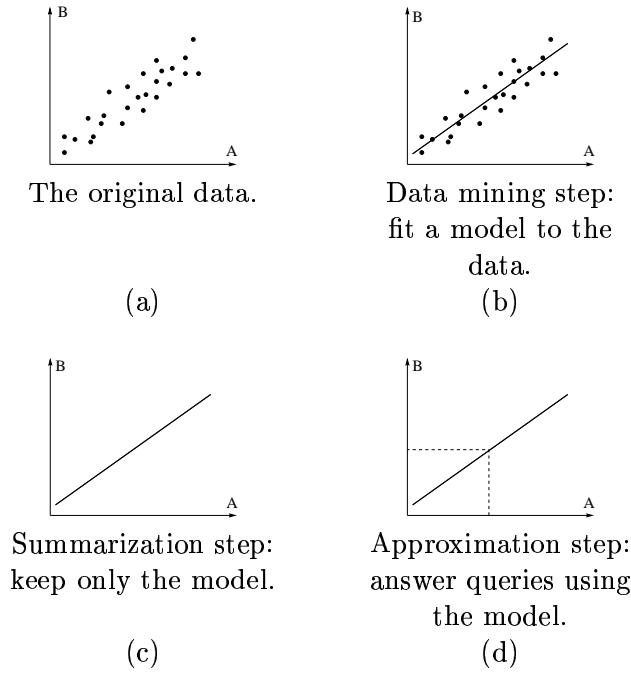 B
A
The original data.
(a)
B
A
Data mining step:
fit a model to the
data.
(b)
B
A
Summarization step:
keep only the model.
(c)
B
A
Approximation step:
answer queries using
the model.
(d)